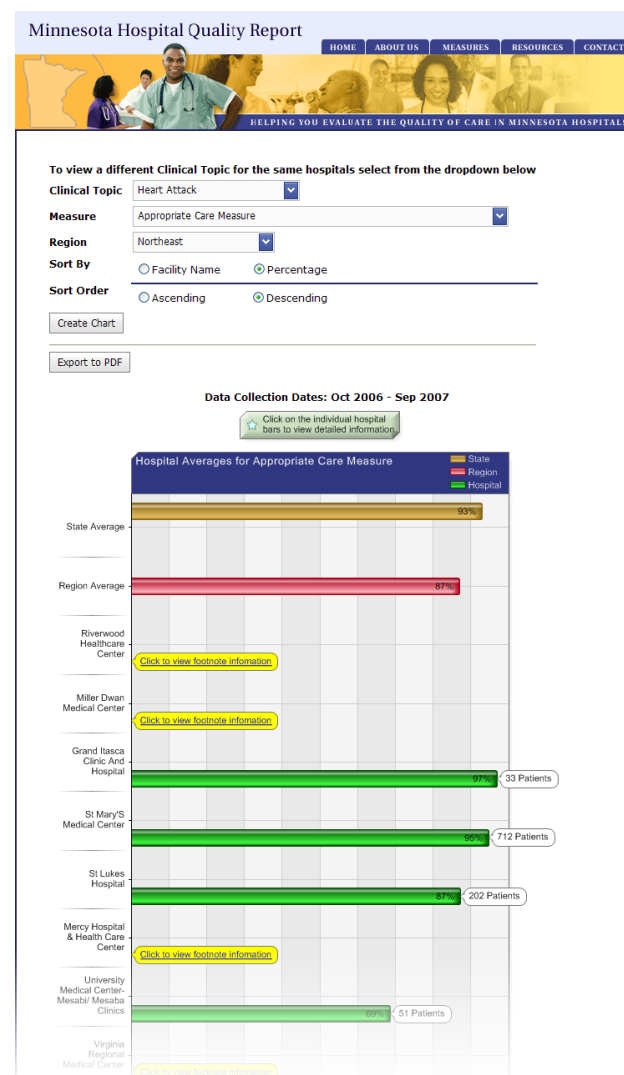 Minnesota Hospital Quality Report
HOME ABOUT US MEASURES RESOURCES CONTACT
HELPING YOU EVALUATE THE QUALITY OF CARE IN MINNESOTA HOSPITALS
To view a different Clinical Topic for the same hospitals select from the dropdown below
Clinical Topic Heart Attack
Measure Appropriate Care Measure
Region Northeast
Sort By Facility Name Percentage
Sort Order Ascending Descending
Create Chart
Export to PDF
Data Collection Dates: Oct 2006 - Sep 2007
Click on the individual hospital
bars to view detailed information
Hospital Averages for Appropriate Care Measure
State
Region
Hospital
State Average 93%
Region Average 87%
Riverwood
Healthcare
Center
Click to view footnote infomation
Miller Dwan
Medical Center
Click to view footnote infomation
Grand Itasca
Clinic And
Hospital
97% 33 Patients
St Mary'S
Medical Center
95% 712 Patients
St Lukes
Hospital
87% 202 Patients
Mercy Hospital
& Health Care
Center
Click to view footnote infomation
University
Medical Center-
Mesabi/ Mesaba
Clinics
69% 51 Patients
Virginia
Regional
Medical Center
Click to view footnote infomation